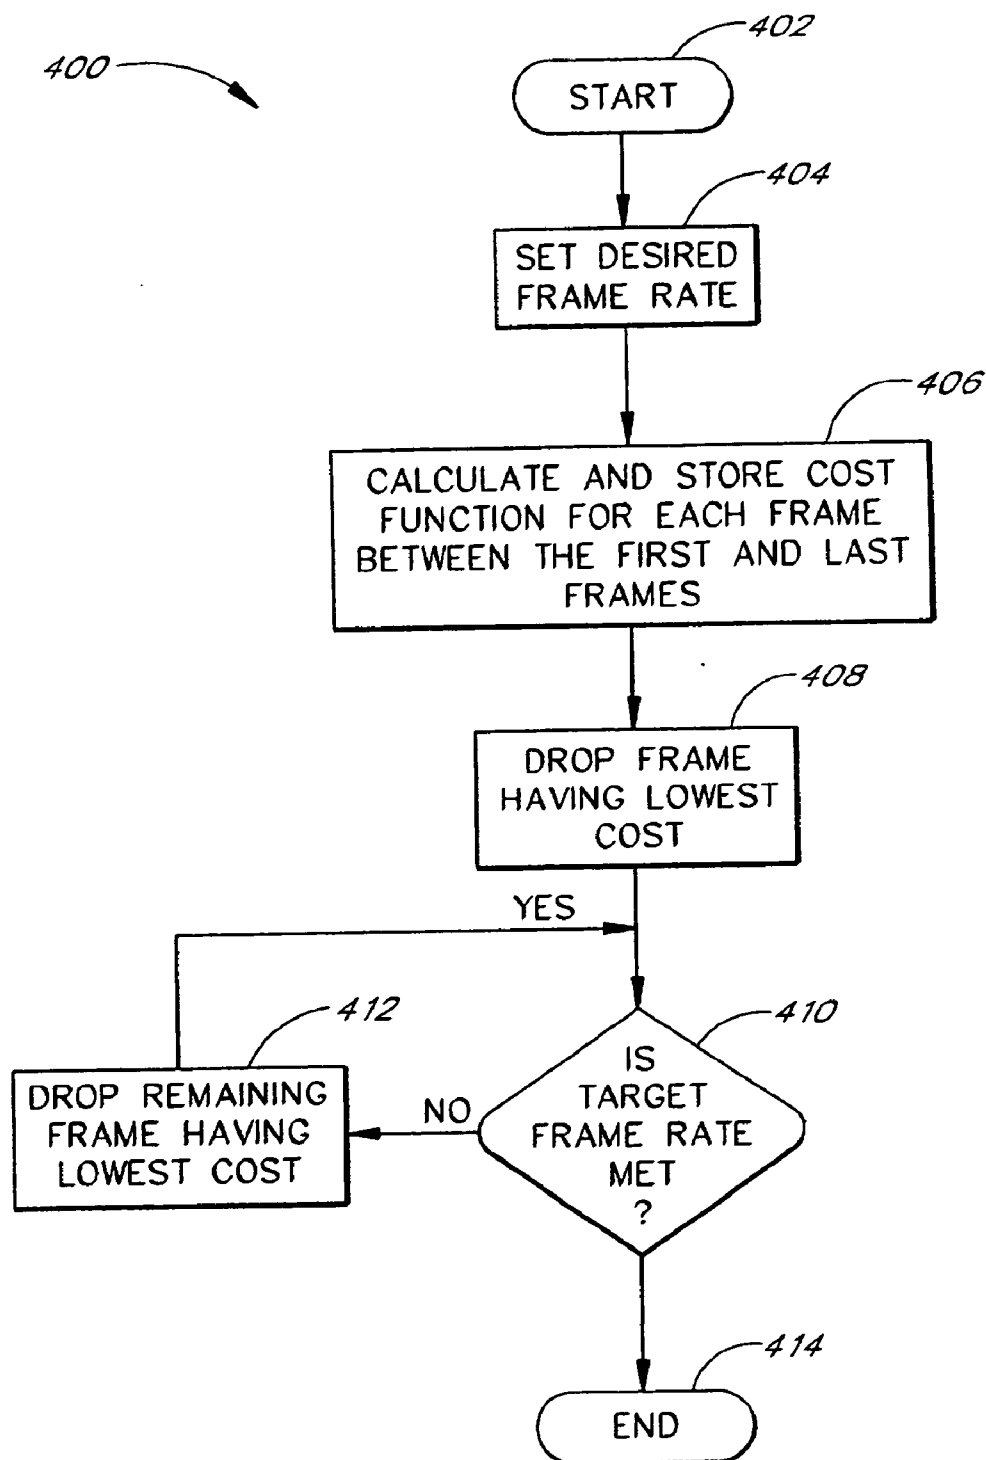 402
400
START
404
SET DESIRED
FRAME RATE
406
CALCULATE AND STORE COST
FUNCTION FOR EACH FRAME
BETWEEN THE FIRST AND LAST
FRAMES
408
DROP FRAME
HAVING LOWEST
COST
YES
412
410
DROP REMAINING
FRAME HAVING
LOWEST COST
NO
IS
TARGET
FRAME RATE
MET
?
414
END